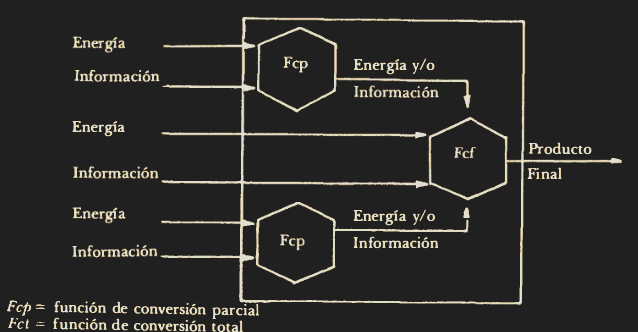 Energía
Información
Fcp
Energía y/o
Información
Energía
Información
Fcf
Producto
Final
Energía
Información
Fcp
Energía y/o
Información
Fcp = función de conversión parcial
Fct = función de conversión total